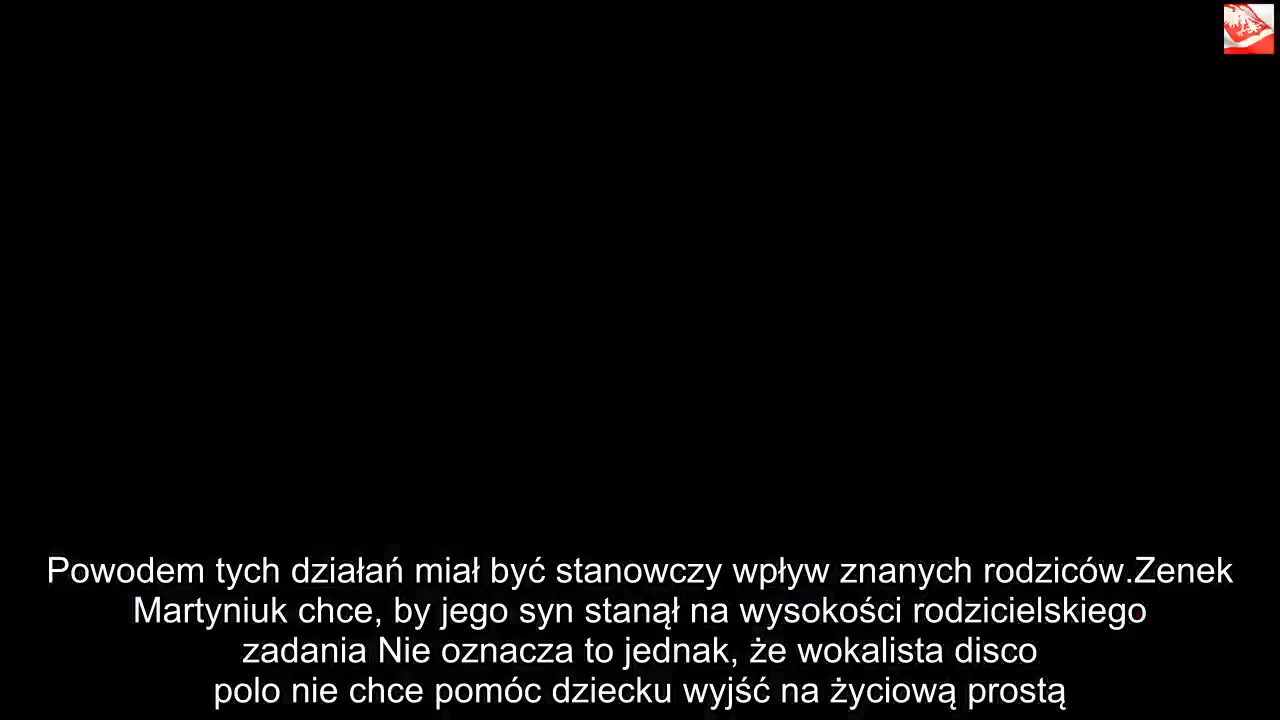 Powodem tych działań miał być stanowczy wpływ znanych rodziców.Zenek
Martyniuk chce, by jego syn stanął na wysokości rodzicielskiego
zadania Nie oznacza to jednak, że wokalista disco
polo nie chce pomóc dziecku wyjść na życiową prostą